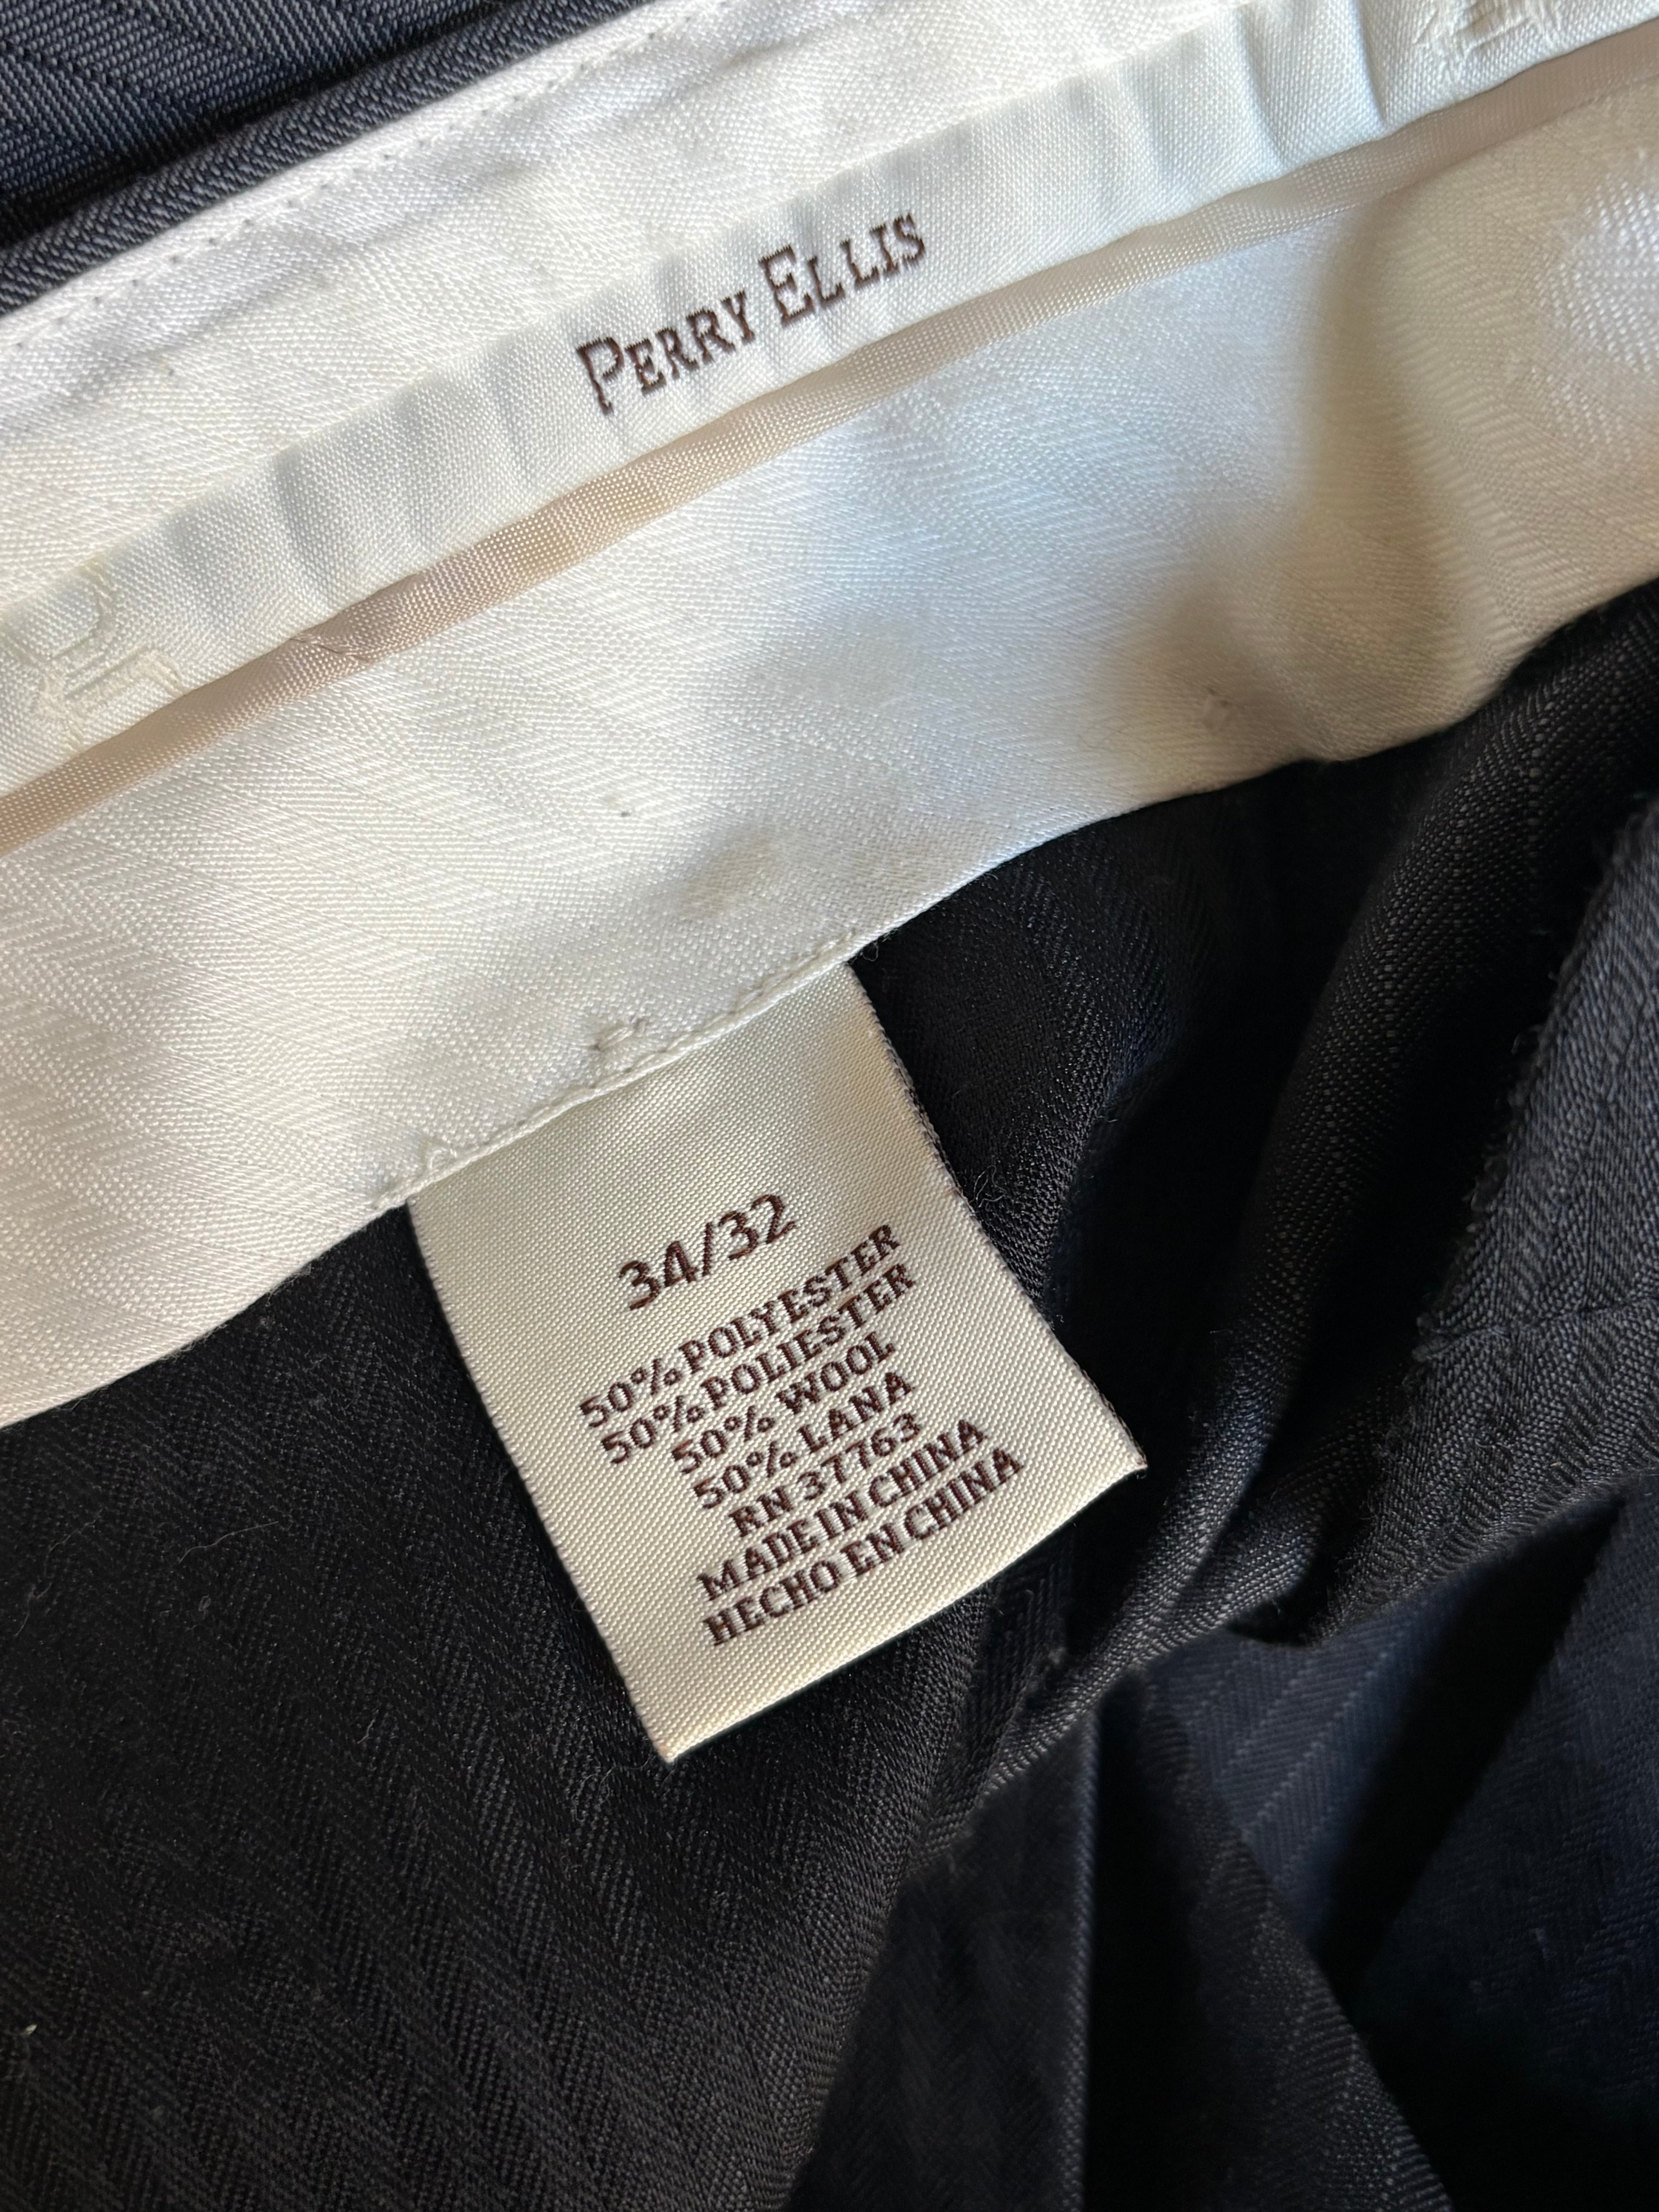 PERRY ELLIS
34/32
50% POLYESTER
50% POLIESTER
50% WOOL
50% LANA
RN 37763
MADE IN CHINA
HECHO EN CHINA